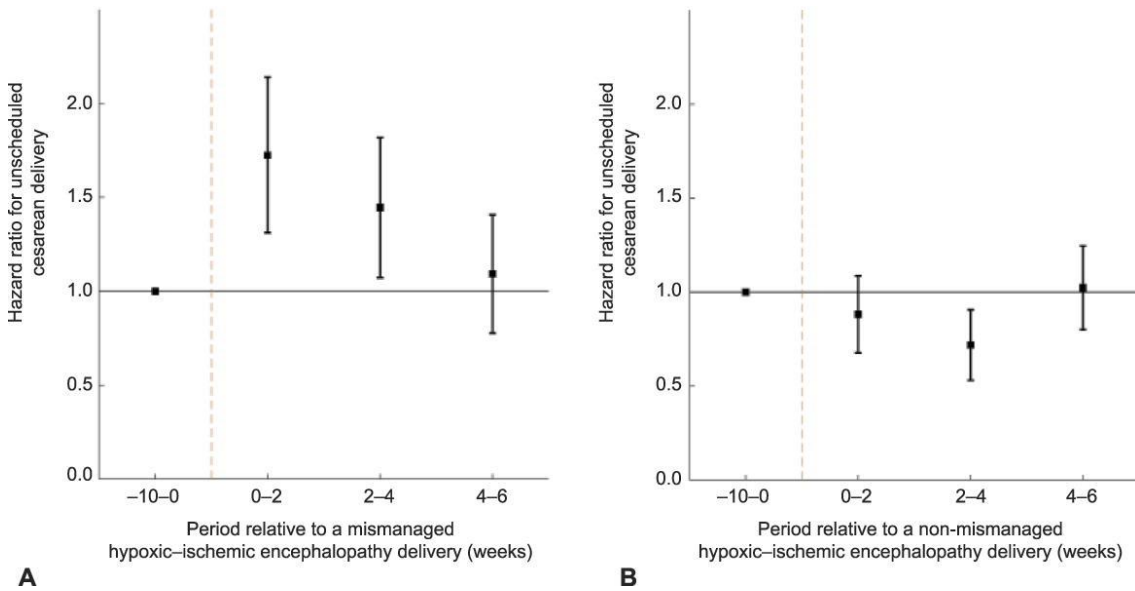 Hazard ratio for unscheduled
cesarean delivery
2.0
1.5
1.0
0.5
0.0
–10–0
0–2
2–4
4–6
Period relative to a mismanaged
hypoxic–ischemic encephalopathy delivery (weeks)
A
Hazard ratio for unscheduled
cesarean delivery
2.0
1.5
1.0
0.5
0.0
–10–0
0–2
2–4
4–6
Period relative to a non-mismanaged
hypoxic–ischemic encephalopathy delivery (weeks)
B